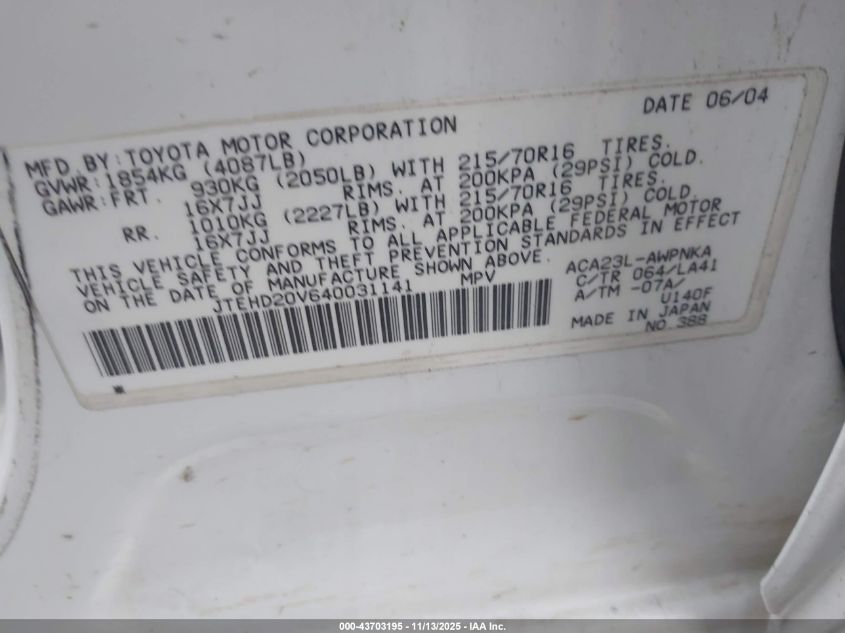 DATE 06/04
MFD. BY: TOYOTA MOTOR CORPORATION
GVWR: 1854KG (4087LB)
GAWR: FRT. 930KG (2050LB) WITH 215/70R16 TIRES.
16X7JJ RIMS. AT 200KPA (29PSI) COLD.
RR. 1010KG (2227LB) WITH 215/70R16 TIRES.
16X7JJ RIMS. AT 200KPA (29PSI) COLD.
THIS VEHICLE CONFORMS TO ALL APPLICABLE FEDERAL MOTOR
VEHICLE SAFETY AND THEFT PREVENTION STANDARDS IN EFFECT
ON THE DATE OF MANUFACTURE SHOWN ABOVE.
JTEHD20V640031141 MPV
ACA23L-AWPNKA
C/TR 064/LA41
A/TM -07A/
U140F
MADE IN JAPAN
NO. 388
000-43703195 - 11/13/2025 - IAA Inc.